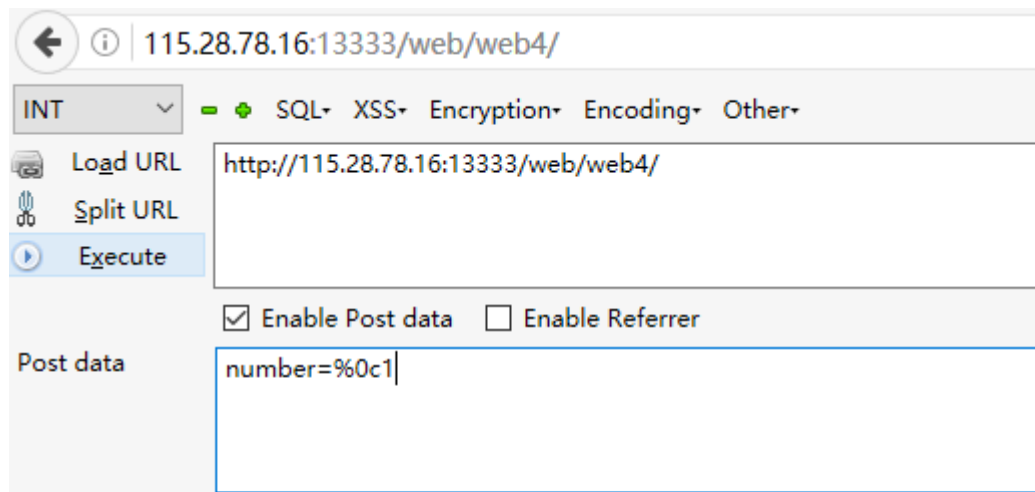 115.28.78.16:13333/web/web4/
INT SQL XSS Encryption Encoding Other
Load URL http://115.28.78.16:13333/web/web4/
Split URL
Execute
Enable Post data Enable Referrer
Post data number=%0c1